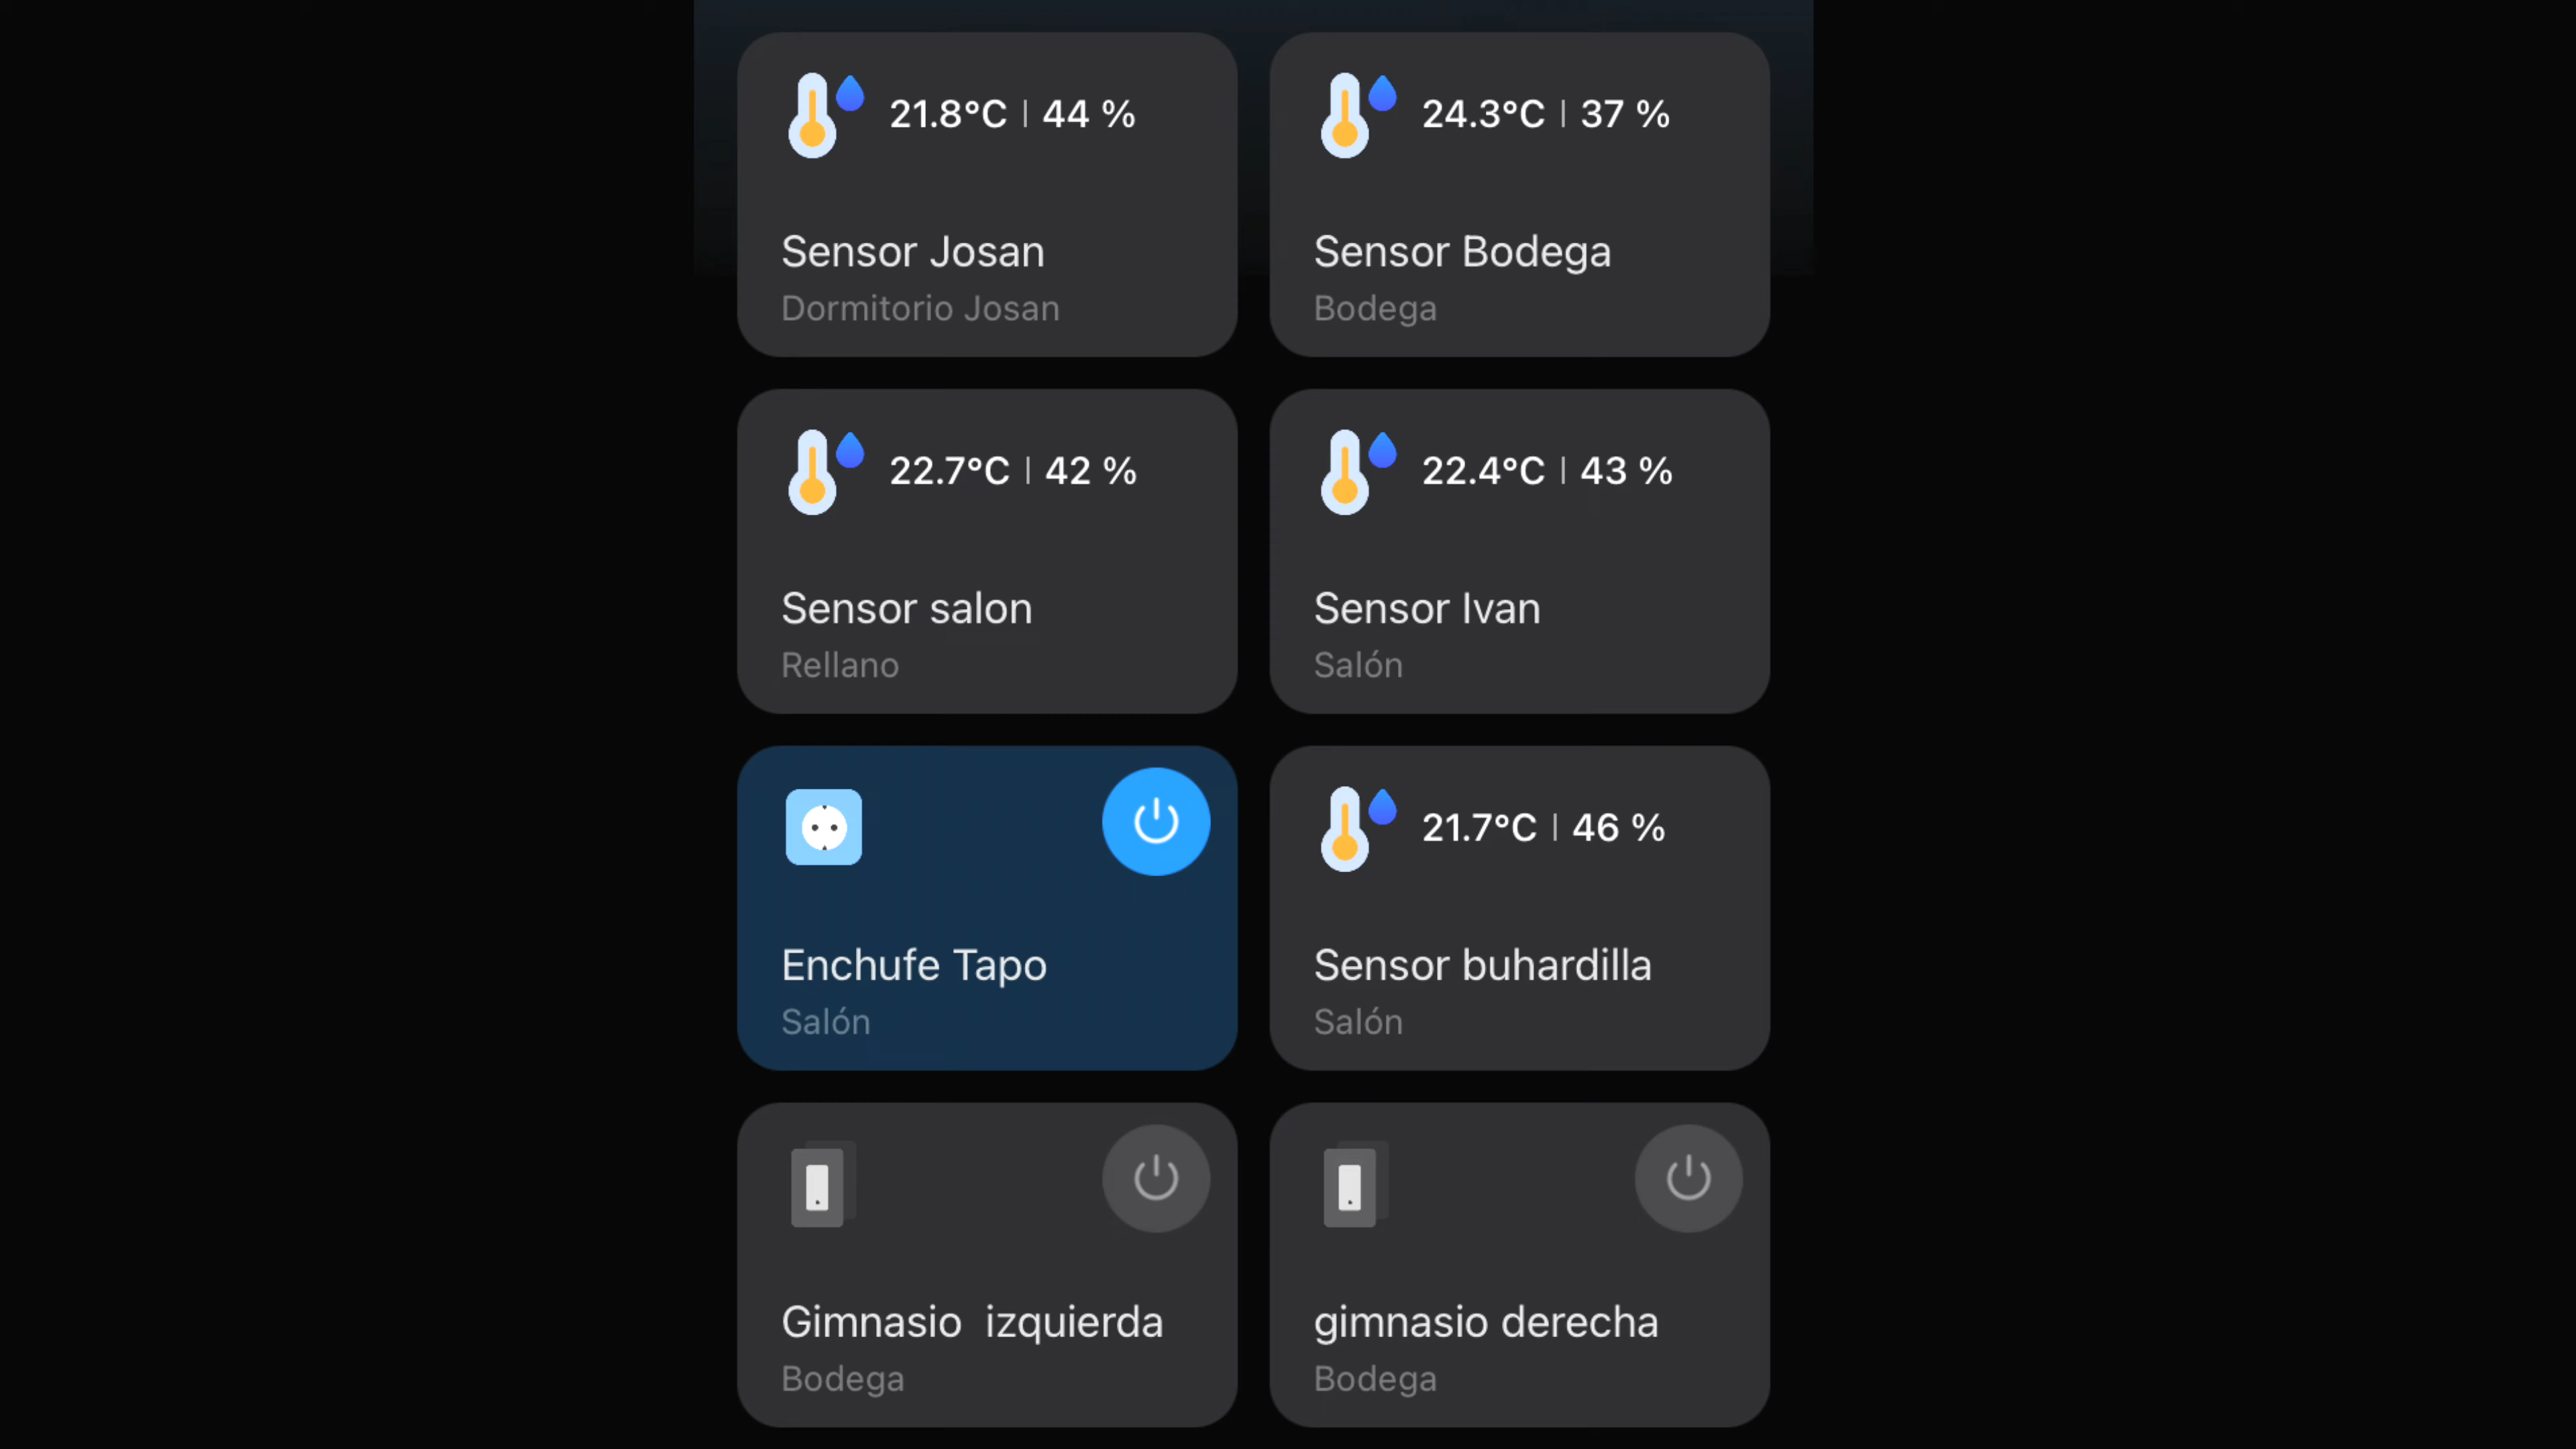 21.8°C | 44 %
Sensor Josan
Dormitorio Josan
24.3°C | 37 %
Sensor Bodega
Bodega
22.7°C | 42 %
Sensor salon
Rellano
22.4°C | 43 %
Sensor Ivan
Salón
Enchufe Tapo
Salón
21.7°C | 46 %
Sensor buhardilla
Salón
Gimnasio  izquierda
Bodega
gimnasio derecha
Bodega